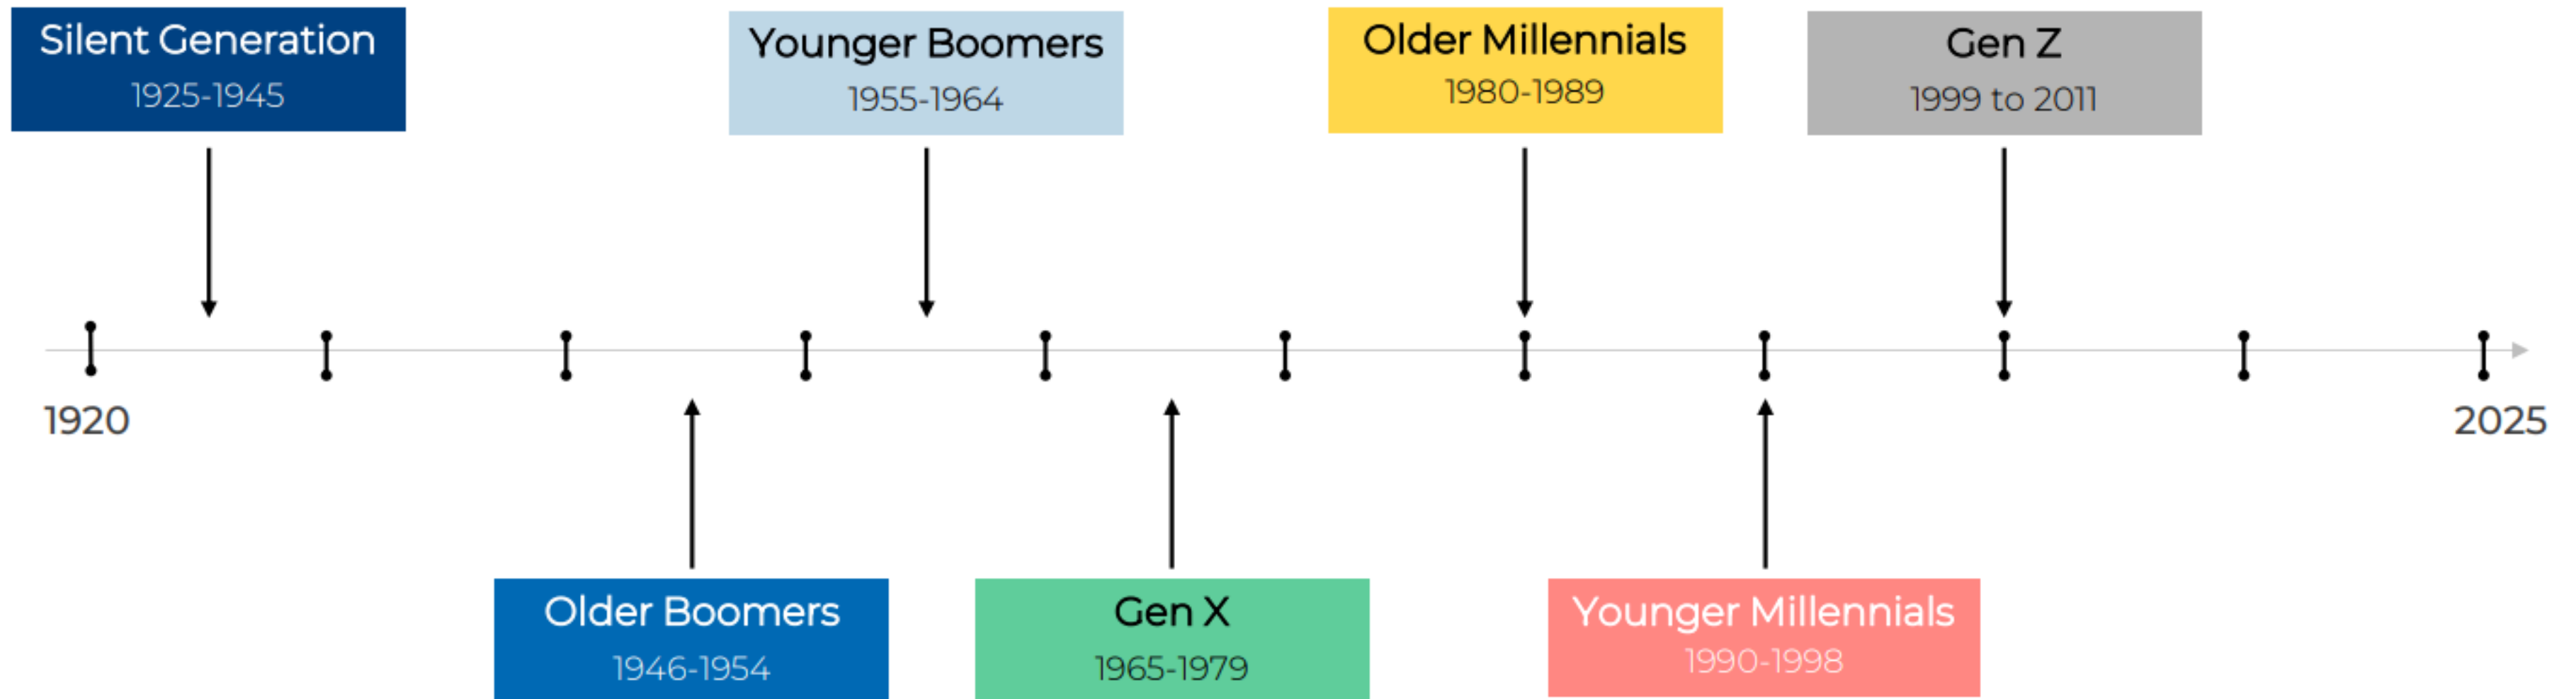 Silent Generation
1925-1945
Younger Boomers
1955-1964
Older Millennials
1980-1989
Gen Z
1999 to 2011
1920
2025
Older Boomers
1946-1954
Gen X
1965-1979
Younger Millennials
1990-1998